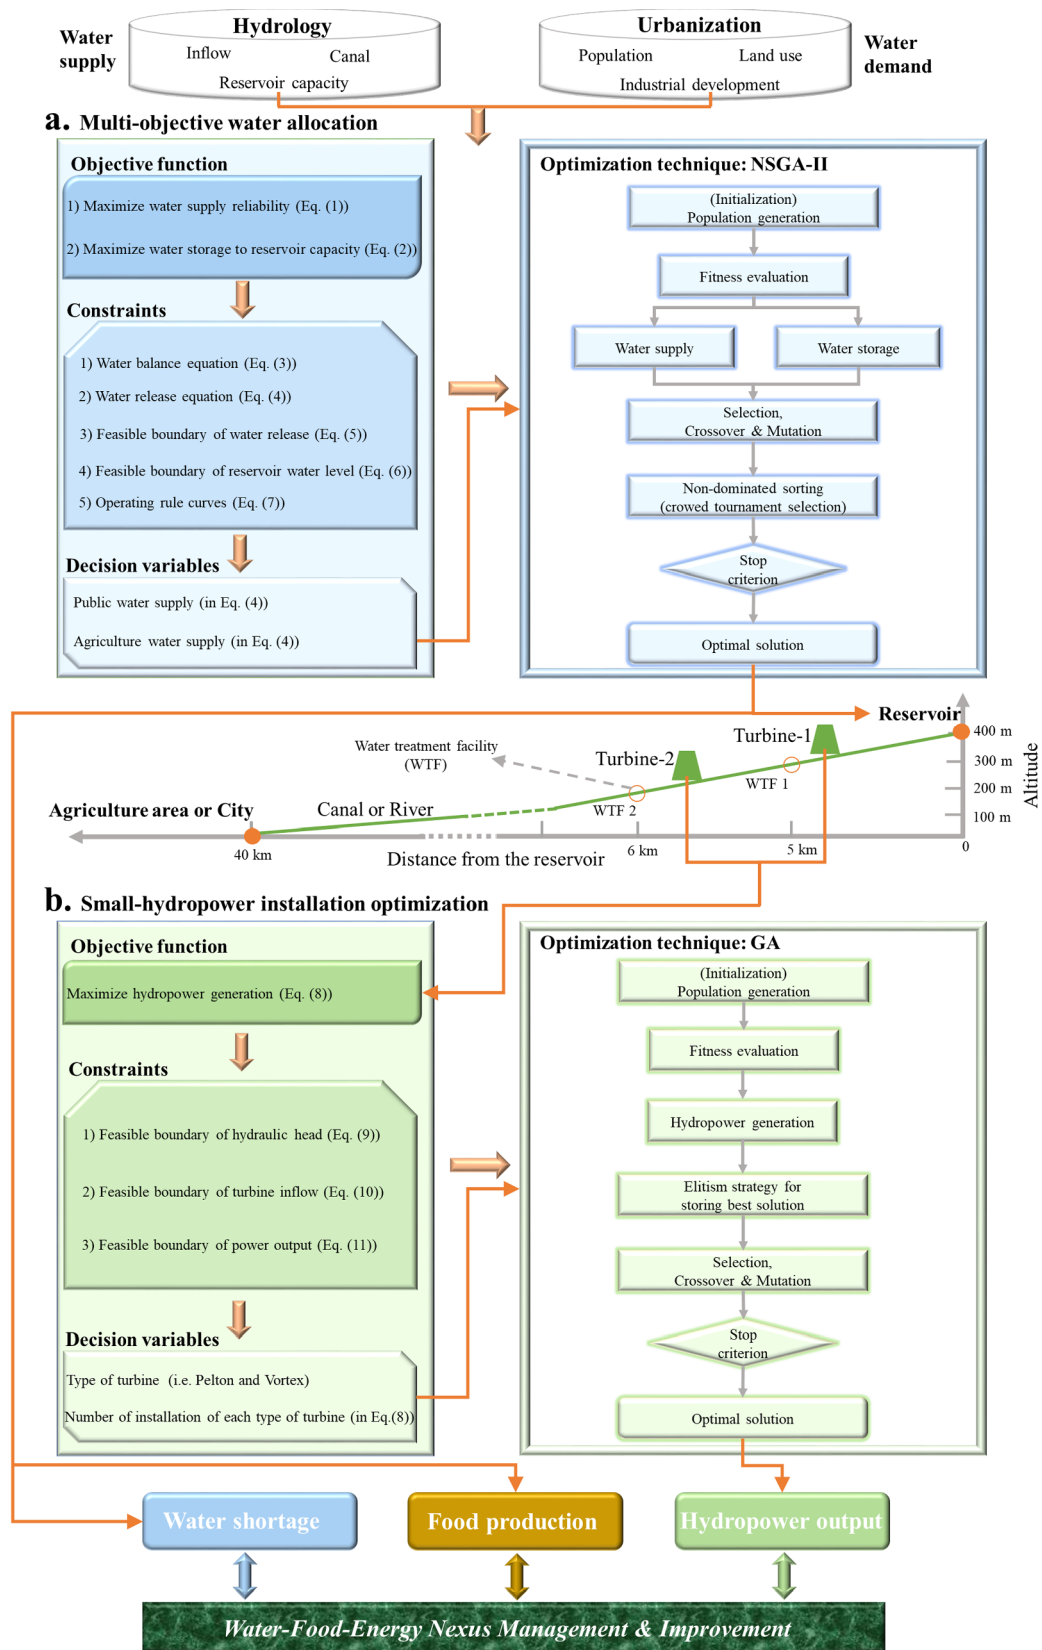 Water
supply
Hydrology
Inflow
Canal
Reservoir capacity
Urbanization
Population
Land use
Industrial development
Water
demand
a. Multi-objective water allocation
Objective function
1) Maximize water supply reliability (Eq. (1))
2) Maximize water storage to reservoir capacity (Eq. (2))
Constraints
1) Water balance equation (Eq. (3))
2) Water release equation (Eq. (4))
3) Feasible boundary of water release (Eq. (5))
4) Feasible boundary of reservoir water level (Eq. (6))
5) Operating rule curves (Eq. (7))
Decision variables
Public water supply (in Eq. (4))
Agriculture water supply (in Eq. (4))
Optimization technique: NSGA-II
(Initialization)
Population generation
Fitness evaluation
Water supply
Water storage
Selection,
Crossover & Mutation
Non-dominated sorting
(crowed tournament selection)
Stop
criterion
Optimal solution
Reservoir
Turbine-1
Turbine-2
Water treatment facility
(WTF)
WTF 1
WTF 2
400 m
300 m
200 m
100 m
Altitude
Agriculture area or City
Canal or River
40 km
Distance from the reservoir
6 km
5 km
0
b. Small-hydropower installation optimization
Objective function
Maximize hydropower generation (Eq. (8))
Constraints
1) Feasible boundary of hydraulic head (Eq. (9))
2) Feasible boundary of turbine inflow (Eq. (10))
3) Feasible boundary of power output (Eq. (11))
Decision variables
Type of turbine (i.e. Pelton and Vortex)
Number of installation of each type of turbine (in Eq.(8))
Optimization technique: GA
(Initialization)
Population generation
Fitness evaluation
Hydropower generation
Elitism strategy for
storing best solution
Selection,
Crossover & Mutation
Stop
criterion
Optimal solution
Water shortage
Food production
Hydropower output
Water-Food-Energy Nexus Management & Improvement